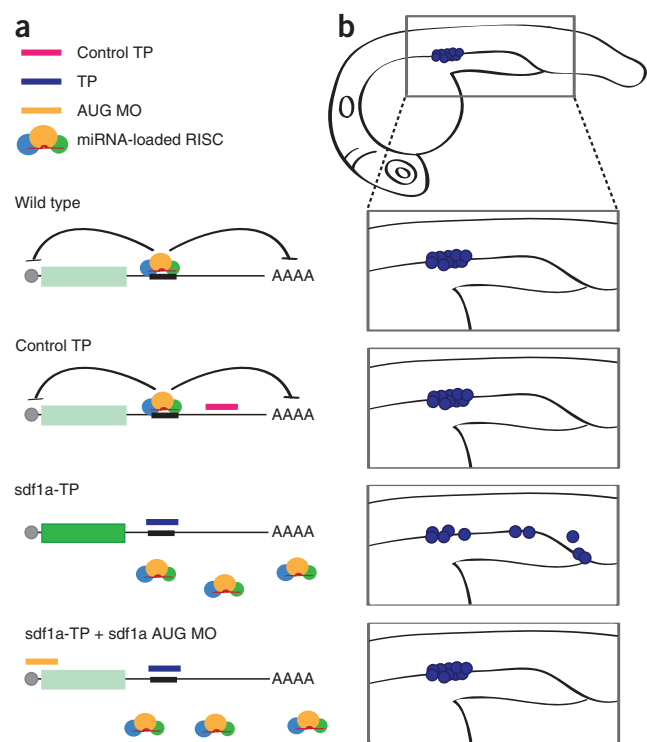 a
Control TP
TP
AUG MO
miRNA-loaded RISC
Wild type
AAAA
Control TP
AAAA
sdf1a-TP
AAAA
sdf1a-TP + sdf1a AUG MO
AAAA
b